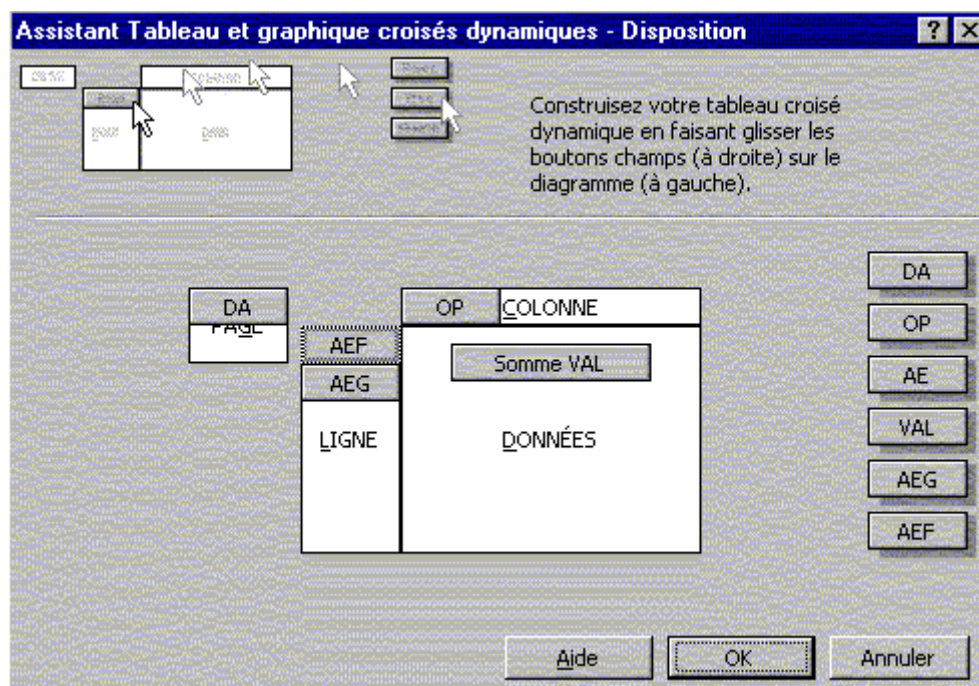 Assistant Tableau et graphique croisés dynamiques - Disposition
Construisez votre tableau croisé
dynamique en faisant glisser les
boutons champs (à droite) sur le
diagramme (à gauche).
DA
PAGE
OP
COLONNE
AEF
AEG
LIGNE
Somme VAL
DONNÉES
DA
OP
AE
VAL
AEG
AEF
Aide
OK
Annuler